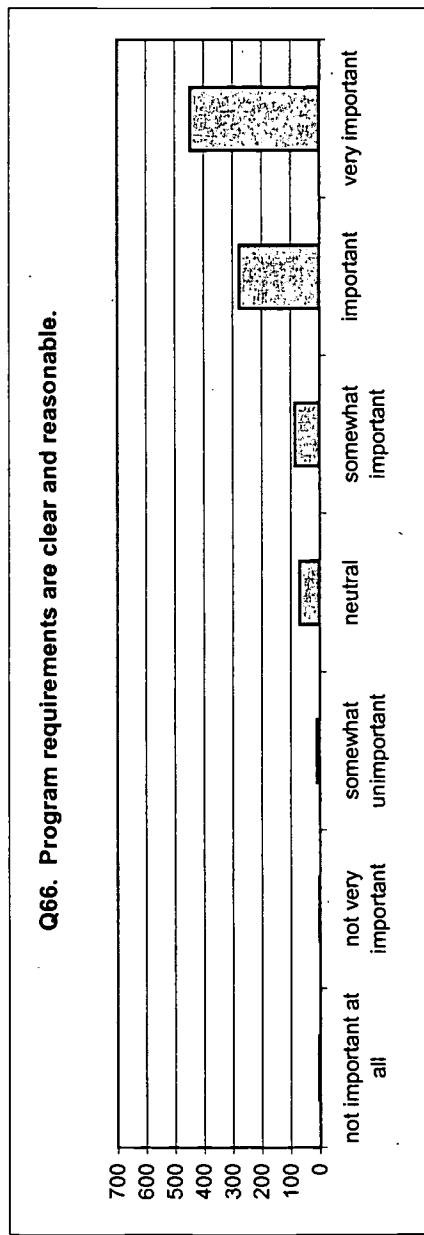 Q66. Program requirements are clear and reasonable.
700
600
500
400
300
200
100
0
not important at
all
not very
important
somewhat
unimportant
neutral
somewhat
important
important
very important